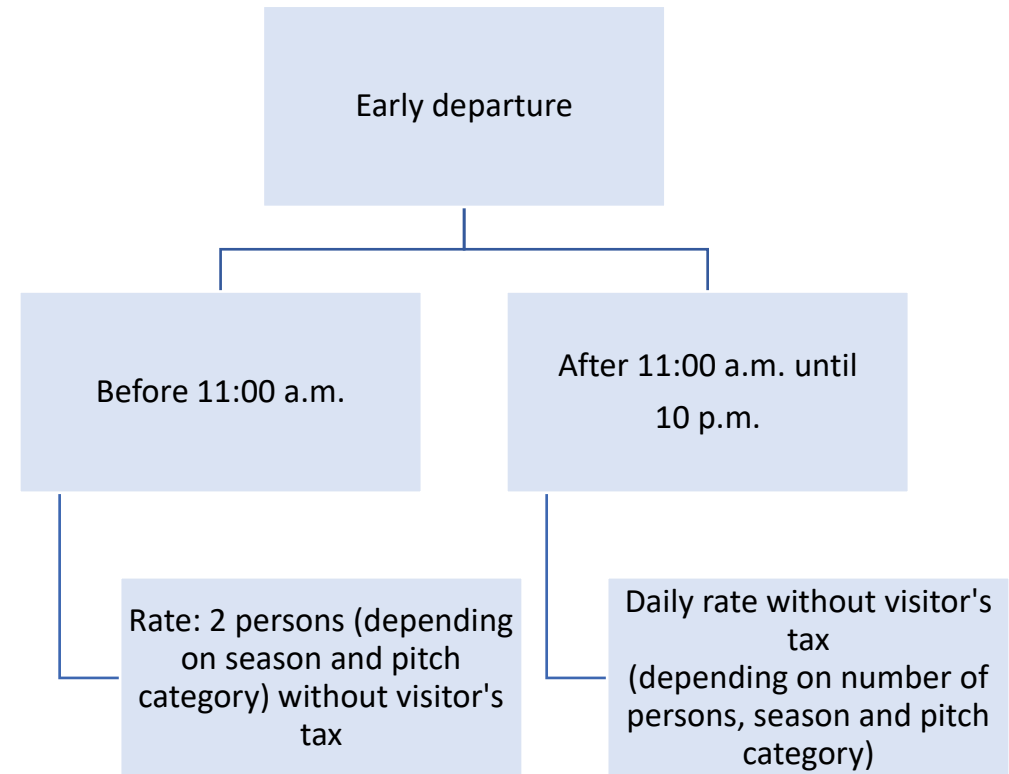 Early departure
Before 11:00 a.m.
After 11:00 a.m. until
10 p.m.
Rate: 2 persons (depending
on season and pitch
category) without visitor's
tax
Daily rate without visitor's
tax
(depending on number of
persons, season and pitch
category)